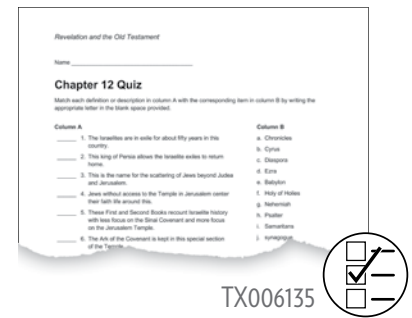 Revelation and the Old Testament
Name
Chapter 12 Quiz
Match each definition or description in column A with the corresponding item in column B by writing the
appropriate letter in the blank space provided.
Column A
1. The Israelites are in exile for about fifty years in this
country.
2. This king of Persia allows the Israelite exiles to return
home.
3. This is the name for the scattering of Jews beyond Judea
and Jerusalem.
4. Jews without access to the Temple in Jerusalem center
their faith life around this.
5. These First and Second Books recount Israelite history
with less focus on the Sinai Covenant and more focus
on the Jerusalem Temple.
6. The Ark of the Covenant is kept in this special section
of the Temple.
Column B
a. Chronicles
b. Cyrus
c. Diaspora
d. Ezra
e. Babylon
f. Holy of Holies
g. Nehemiah
h. Psalter
i. Samaritans
j. synagogue
TX006135